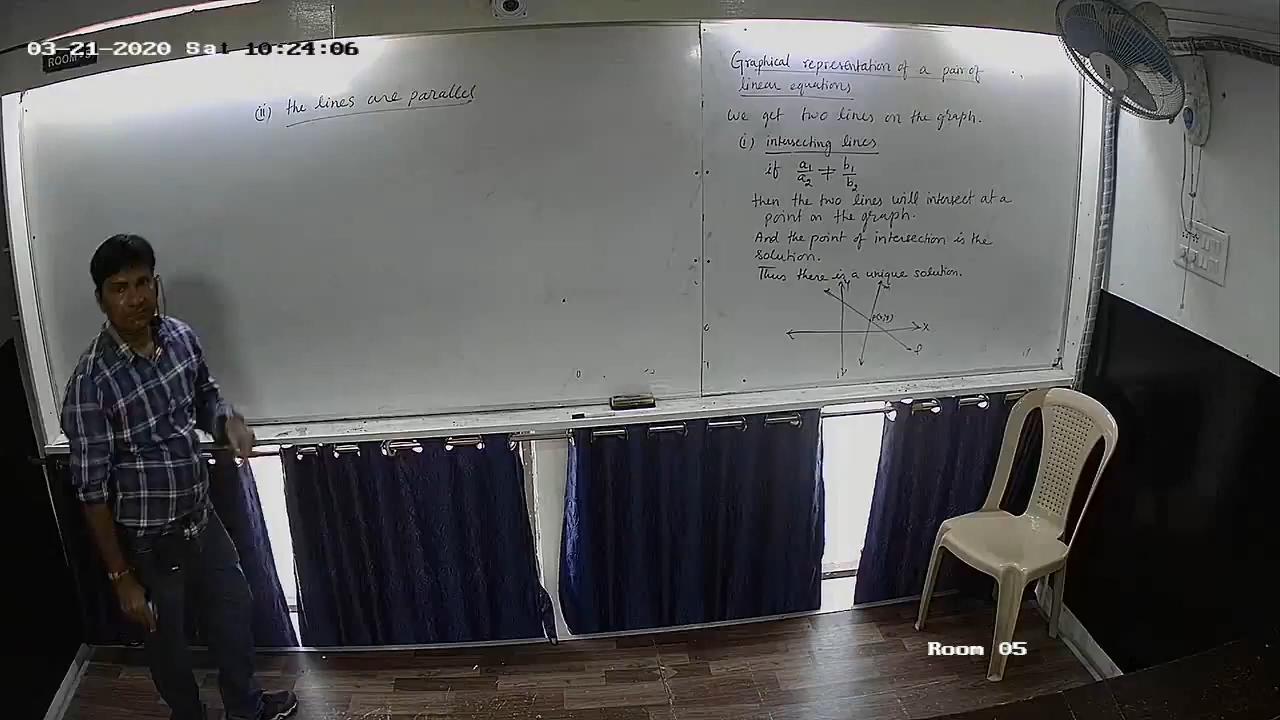 03-21-2020 Sat 10:24:06
(ii) the lines are parallel
Graphical representation of a pair of
linear equations
We get two lines on the graph.
(i) intersecting lines
if a1/a2 ≠ b1/b2
then the two lines will intersect at a
point on the graph.
And the point of intersection is the
solution.
Thus there is a unique solution.
X
Room 05